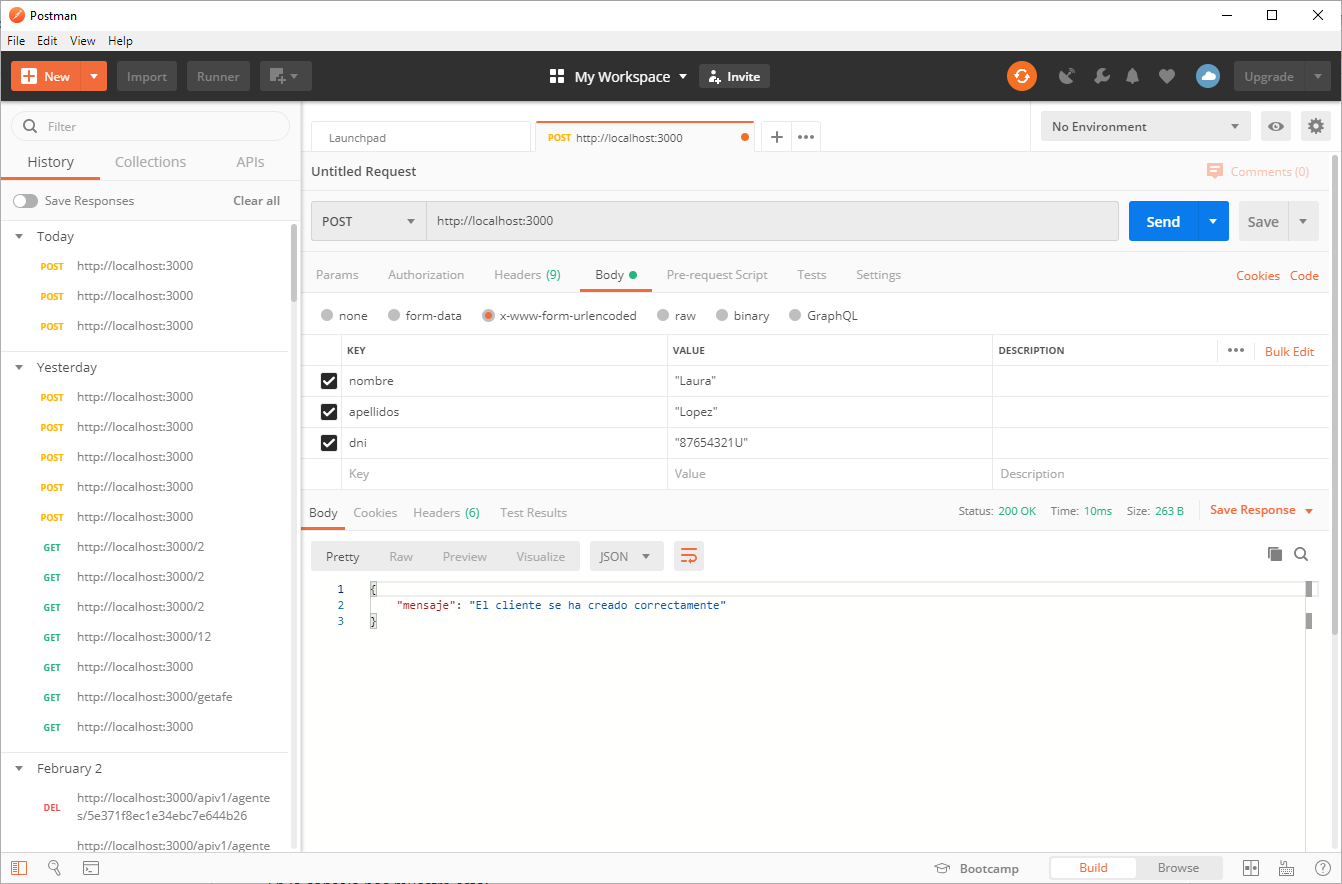 Postman
File Edit View Help
New Import Runner My Workspace Invite Upgrade
Filter
History Collections APIs
Save Responses Clear all
Today
POST http://localhost:3000
POST http://localhost:3000
POST http://localhost:3000
Yesterday
POST http://localhost:3000
POST http://localhost:3000
POST http://localhost:3000
POST http://localhost:3000
POST http://localhost:3000
GET http://localhost:3000/2
GET http://localhost:3000/2
GET http://localhost:3000/2
GET http://localhost:3000/12
GET http://localhost:3000
GET http://localhost:3000/getafe
GET http://localhost:3000
February 2
DEL http://localhost:3000/apiv1/agente
s/5e371f8ec1e34ebc7e644b26
http://localhost:3000/apiv1/agente
Launchpad POST http://localhost:3000 No Environment
Untitled Request Comments (0)
POST http://localhost:3000 Send Save
Params Authorization Headers (9) Body Pre-request Script Tests Settings Cookies Code
none form-data x-www-form-urlencoded raw binary GraphQL
KEY VALUE DESCRIPTION Bulk Edit
nombre "Laura"
apellidos "Lopez"
dni "87654321U"
Key Value Description
Body Cookies Headers (6) Test Results Status: 200 OK Time: 10ms Size: 263 B Save Response
Pretty Raw Preview Visualize JSON
1 {
2 "mensaje": "El cliente se ha creado correctamente"
3 }
Bootcamp Build Browse